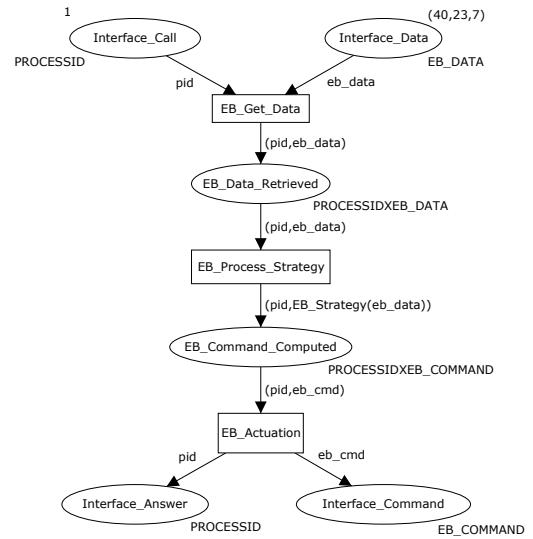 1
(40,23,7)
Interface_Call
Interface_Data
PROCESSID
EB_DATA
pid
eb_data
EB_Get_Data
(pid,eb_data)
EB_Data_Retrieved
PROCESSIDXEB_DATA
(pid,eb_data)
EB_Process_Strategy
(pid,EB_Strategy(eb_data))
EB_Command_Computed
PROCESSIDXEB_COMMAND
(pid,eb_cmd)
EB_Actuation
pid
eb_cmd
Interface_Answer
Interface_Command
PROCESSID
EB_COMMAND